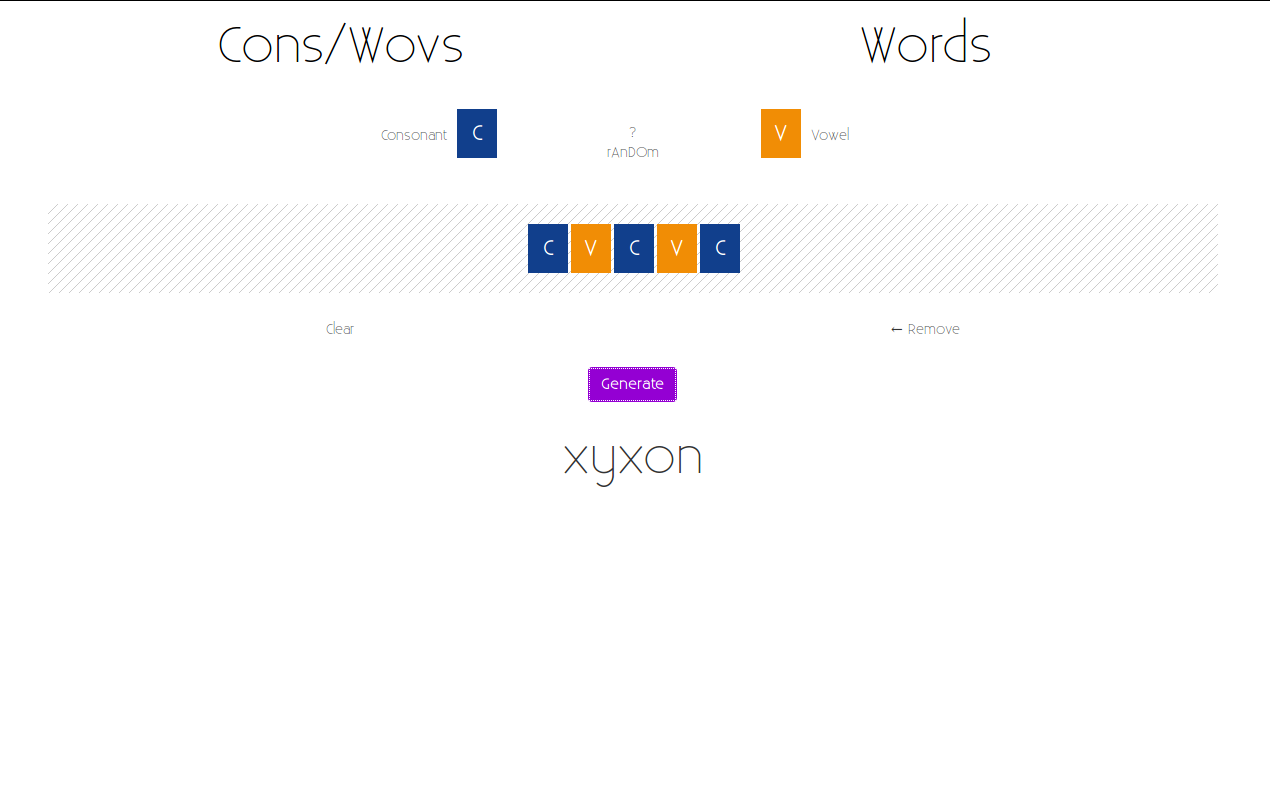 Cons/Wovs
Words
Consonant C
?
rAnDOm
V Vowel
C V C V C
Clear
← Remove
Generate
xyxon